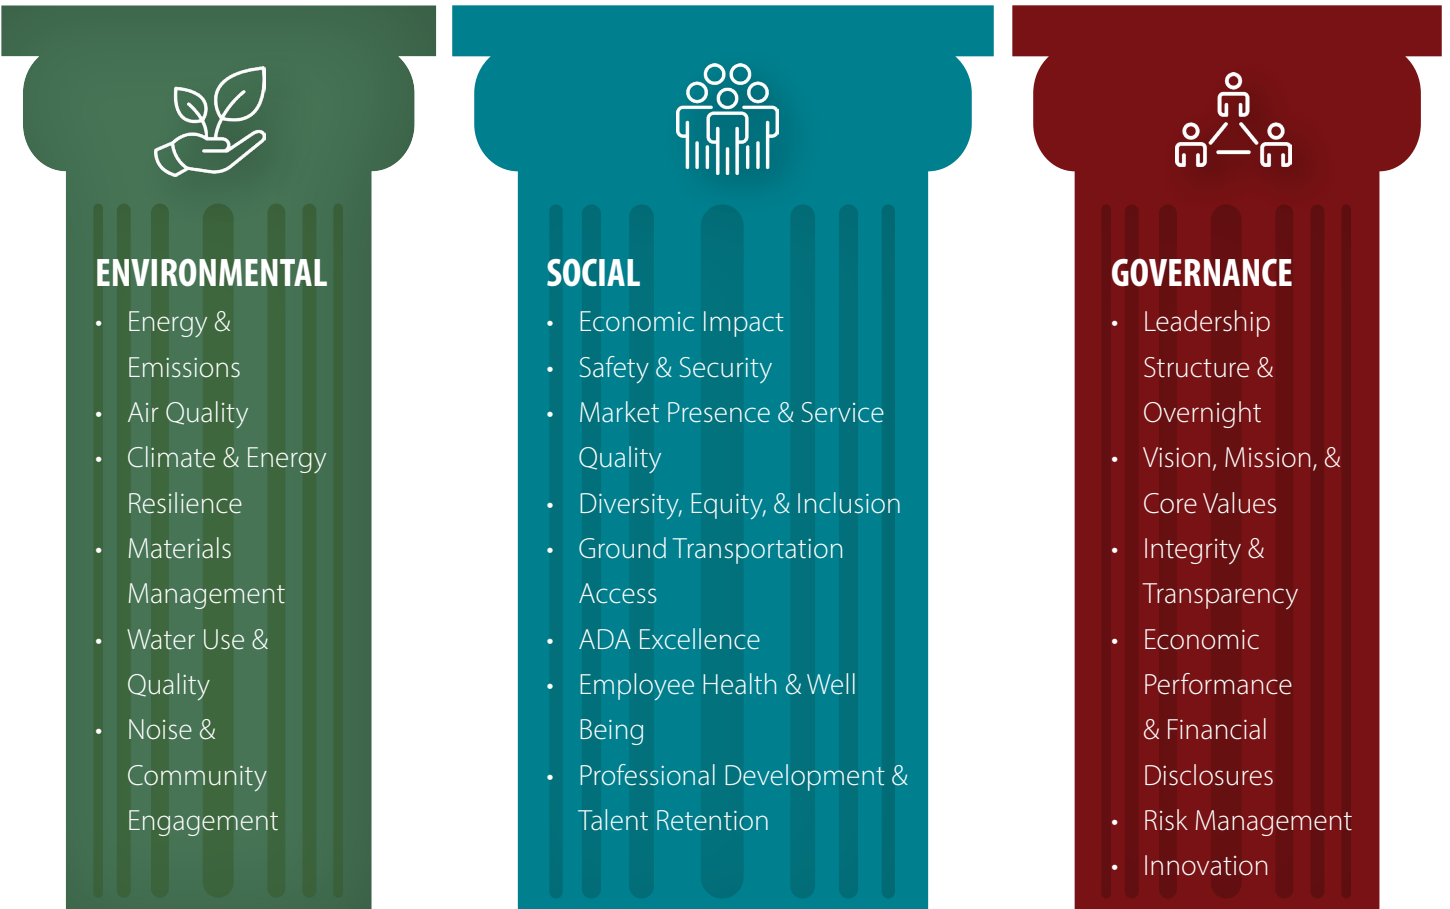 ENVIRONMENTAL
• Energy &
Emissions
• Air Quality
• Climate & Energy
Resilience
• Materials
Management
• Water Use &
Quality
• Noise &
Community
Engagement
SOCIAL
• Economic Impact
• Safety & Security
• Market Presence & Service
Quality
• Diversity, Equity, & Inclusion
• Ground Transportation
Access
• ADA Excellence
• Employee Health & Well
Being
• Professional Development &
Talent Retention
GOVERNANCE
• Leadership
Structure &
Overnight
• Vision, Mission, &
Core Values
• Integrity &
Transparency
• Economic
Performance
& Financial
Disclosures
• Risk Management
• Innovation